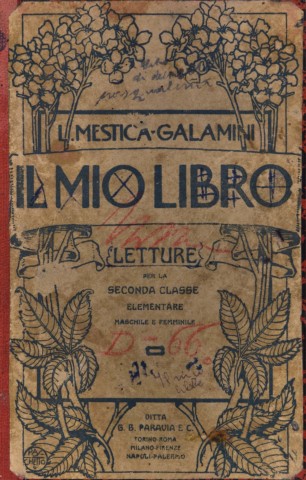 L. MESTICA-GALAMINI
IL MIO LIBRO
LETTURE
PER LA
SECONDA CLASSE
ELEMENTARE
MASCHILE E FEMMINILE
D-66
DITTA
G. B. PARAVIA E C.
TORINO-ROMA
MILANO-FIRENZE
NAPOLI-PALERMO